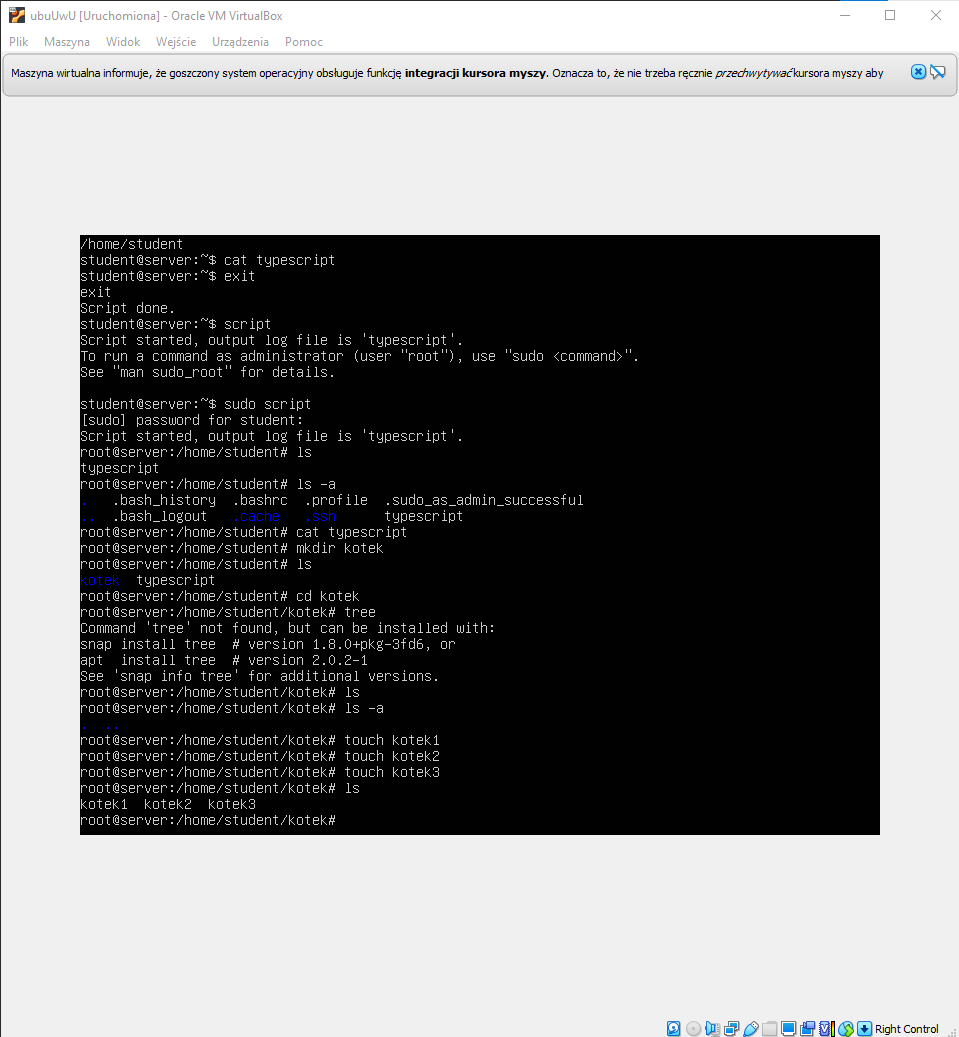 ubuUwU [Uruchomiona] - Oracle VM VirtualBox
Plik Maszyna Widok Wejście Urządzenia Pomoc
Maszyna wirtualna informuje, że goszczony system operacyjny obsługuje funkcję integracji kursora myszy. Oznacza to, że nie trzeba ręcznie przechwytywać kursora myszy aby
/home/student
student@server:~$ cat typescript
student@server:~$ exit
exit
Script done.
student@server:~$ script
Script started, output log file is 'typescript'.
To run a command as administrator (user "root"), use "sudo <command>".
See "man sudo_root" for details.
student@server:~$ sudo script
[sudo] password for student:
Script started, output log file is 'typescript'.
root@server:/home/student# ls
typescript
root@server:/home/student# ls -a
. .bash_history .bashrc .profile .sudo_as_admin_successful
.. .bash_logout .cache .ssh typescript
root@server:/home/student# cat typescript
root@server:/home/student# mkdir kotek
root@server:/home/student# ls
kotek typescript
root@server:/home/student# cd kotek
root@server:/home/student/kotek# tree
Command 'tree' not found, but can be installed with:
snap install tree # version 1.8.0+pkg-3fd6, or
apt install tree # version 2.0.2-1
See 'snap info tree' for additional versions.
root@server:/home/student/kotek# ls
root@server:/home/student/kotek# ls -a
. ..
root@server:/home/student/kotek# touch kotek1
root@server:/home/student/kotek# touch kotek2
root@server:/home/student/kotek# touch kotek3
root@server:/home/student/kotek# ls
kotek1 kotek2 kotek3
root@server:/home/student/kotek#
Right Control